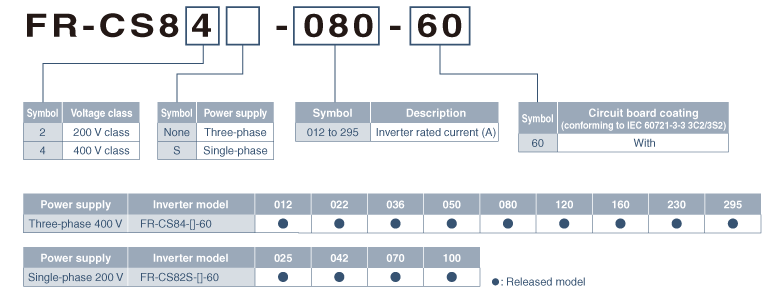 FR-CS84 -080-60
Symbol Voltage class
2 200 V class
4 400 V class
Symbol Power supply
None Three-phase
S Single-phase
Symbol Description
012 to 295 Inverter rated current (A)
Symbol Circuit board coating
(conforming to IEC 60721-3-3 3C2/3S2)
60 With
Power supply Inverter model 012 022 036 050 080 120 160 230 295
Three-phase 400 V FR-CS84-[]-60 ● ● ● ● ● ● ● ● ●
Power supply Inverter model 025 042 070 100
Single-phase 200 V FR-CS82S-[]-60 ● ● ● ●
●: Released model